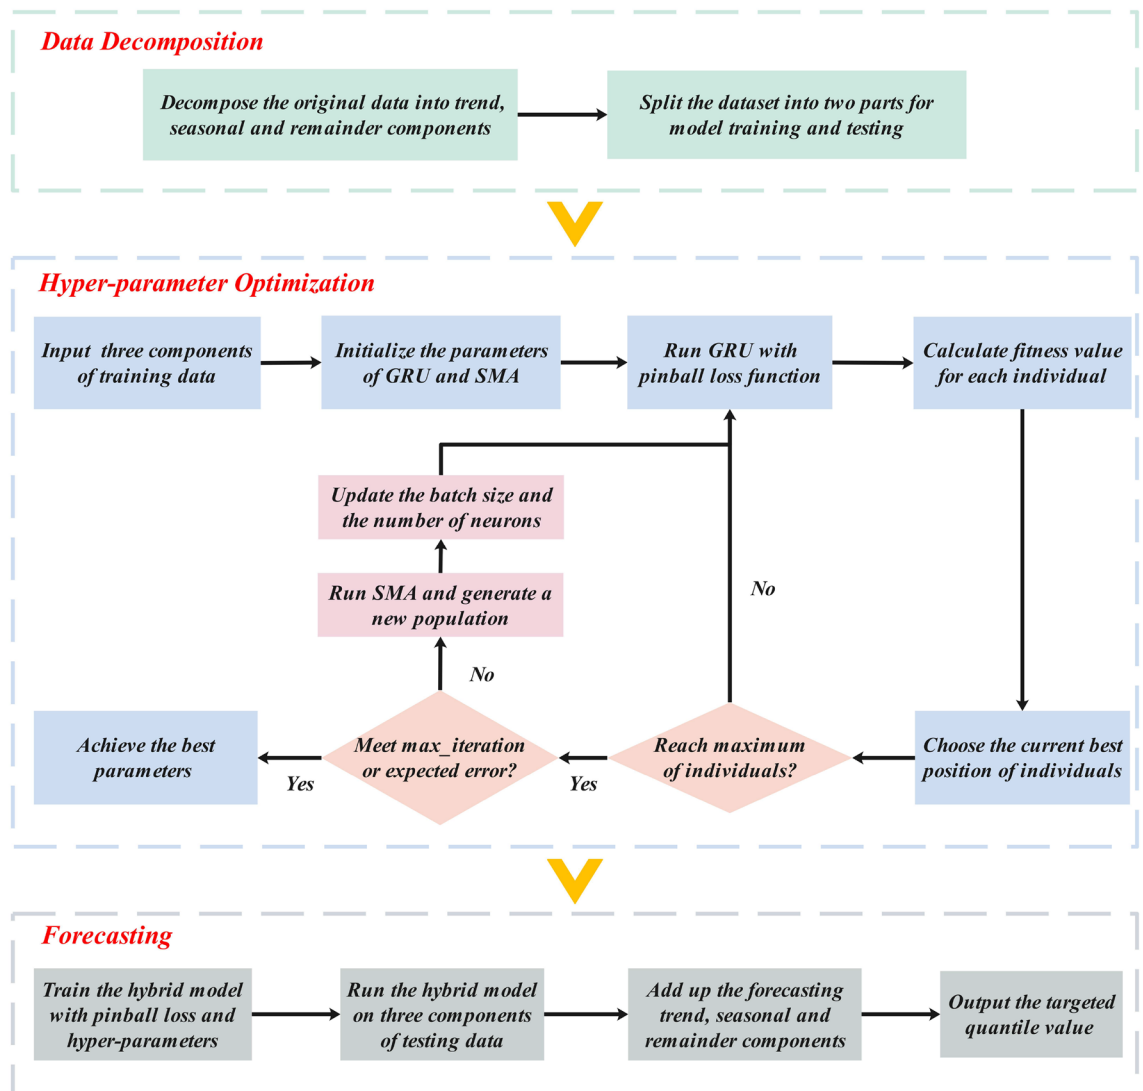 Data Decomposition
Decompose the original data into trend,
seasonal and remainder components
Split the dataset into two parts for
model training and testing
Hyper-parameter Optimization
Input three components
of training data
Initialize the parameters
of GRU and SMA
Run GRU with
pinball loss function
Calculate fitness value
for each individual
Update the batch size and
the number of neurons
Run SMA and generate a
new population
No
No
Achieve the best
parameters
Yes
Meet max_iteration
or expected error?
Yes
Reach maximum
of individuals?
Choose the current best
position of individuals
Forecasting
Train the hybrid model
with pinball loss and
hyper-parameters
Run the hybrid model
on three components
of testing data
Add up the forecasting
trend, seasonal and
remainder components
Output the targeted
quantile value